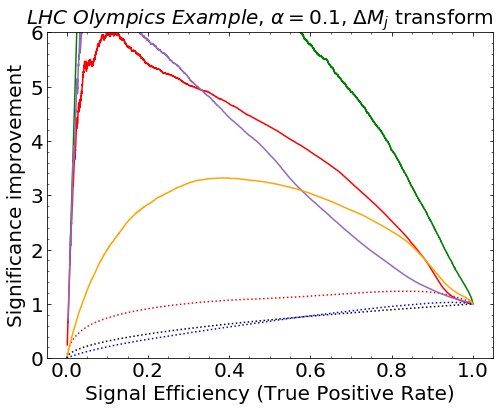 LHC Olympics Example, α = 0.1, ΔMj transform
6
5
4
3
2
1
0
Significance improvement
0.0 0.2 0.4 0.6 0.8 1.0
Signal Efficiency (True Positive Rate)